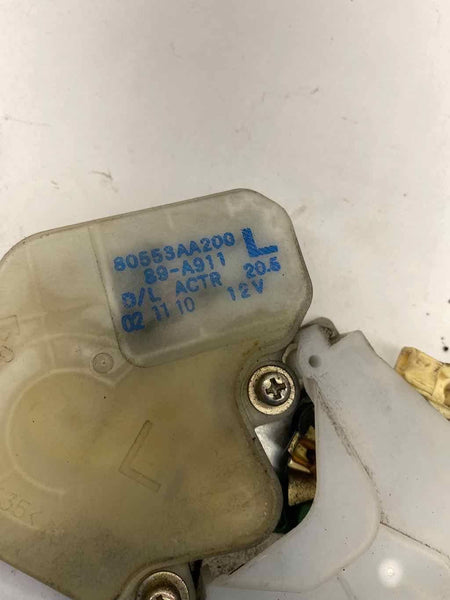 80553AA200 L
89-A911
D/L ACTR 20.5
02 11 10 12V
L